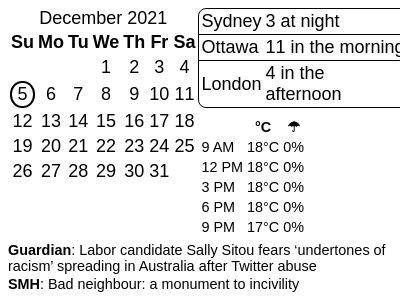 December 2021
Su Mo Tu We Th Fr Sa
1 2 3 4
5 6 7 8 9 10 11
12 13 14 15 16 17 18
19 20 21 22 23 24 25
26 27 28 29 30 31
Sydney 3 at night
Ottawa 11 in the morning
London 4 in the
afternoon
°C ☂
9 AM 18°C 0%
12 PM 18°C 0%
3 PM 18°C 0%
6 PM 18°C 0%
9 PM 17°C 0%
Guardian: Labor candidate Sally Sitou fears ‘undertones of
racism’ spreading in Australia after Twitter abuse
SMH: Bad neighbour: a monument to incivility